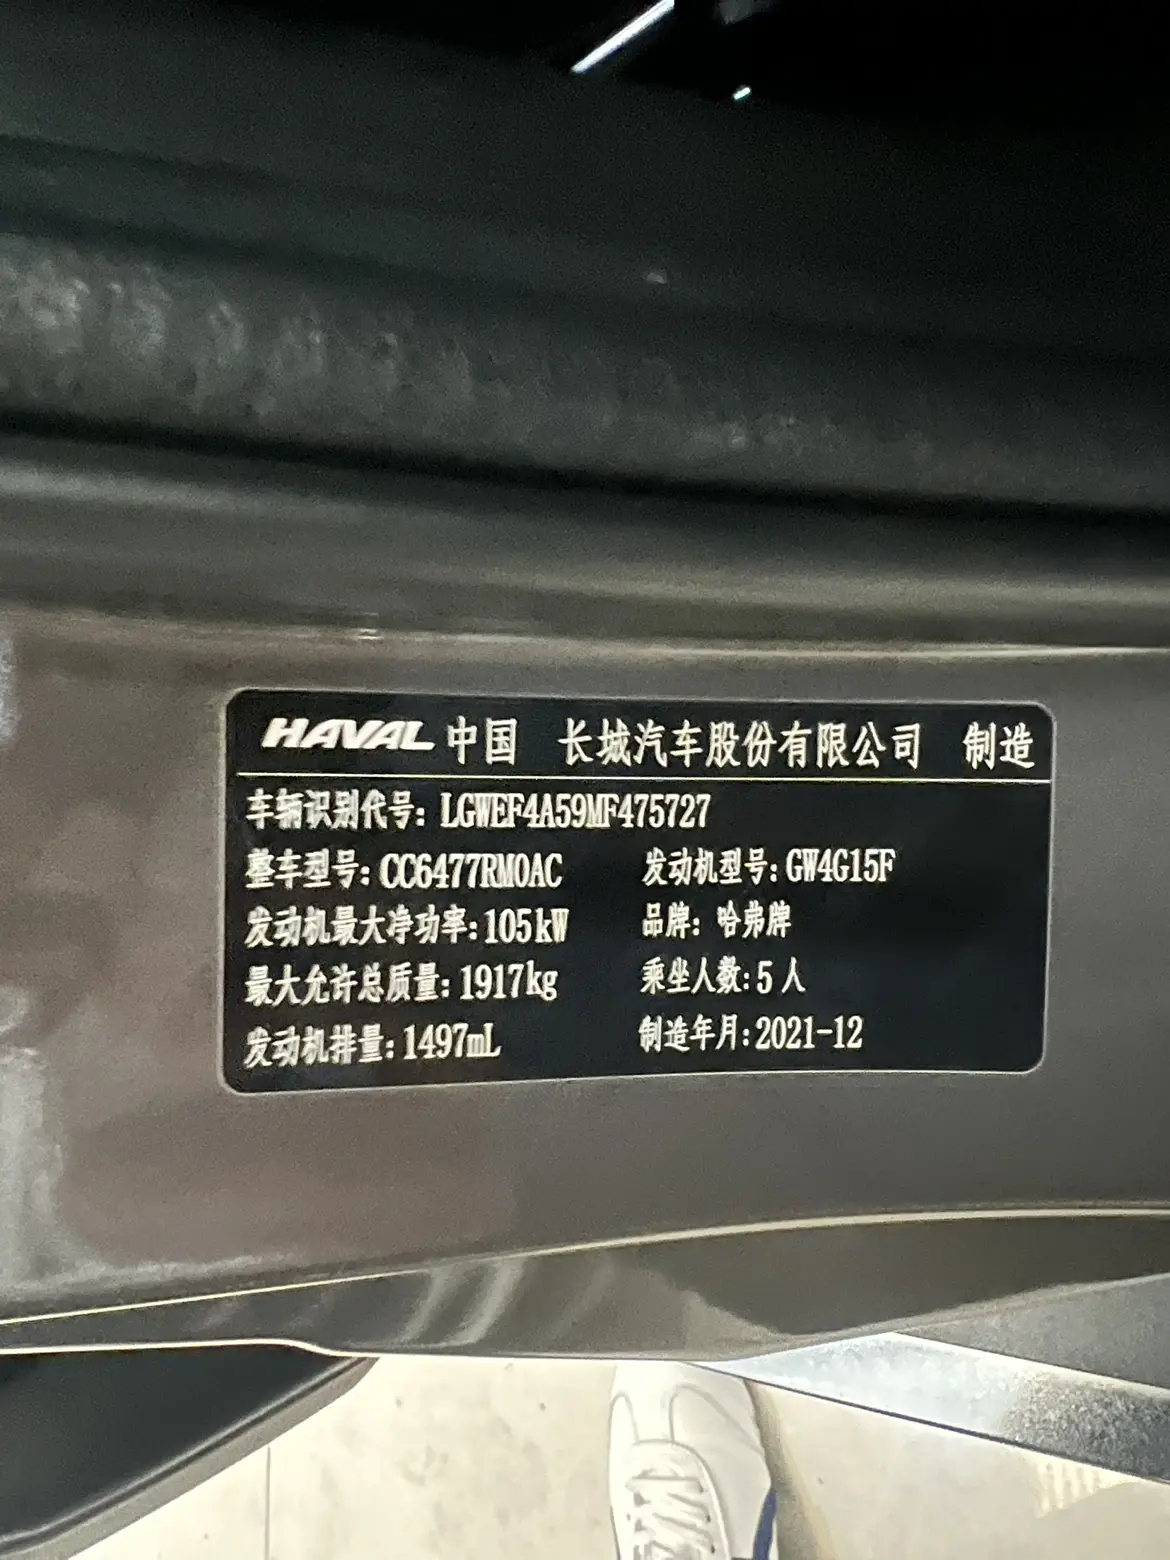 HAVAL 中国 长城汽车股份有限公司 制造
车辆识别代号: LGWEF4A59MF475727
整车型号: CC6477RM0AC 发动机型号: GW4G15F
发动机最大净功率: 105kW 品牌: 哈弗牌
最大允许总质量: 1917kg 乘坐人数: 5 人
发动机排量: 1497mL 制造年月: 2021-12